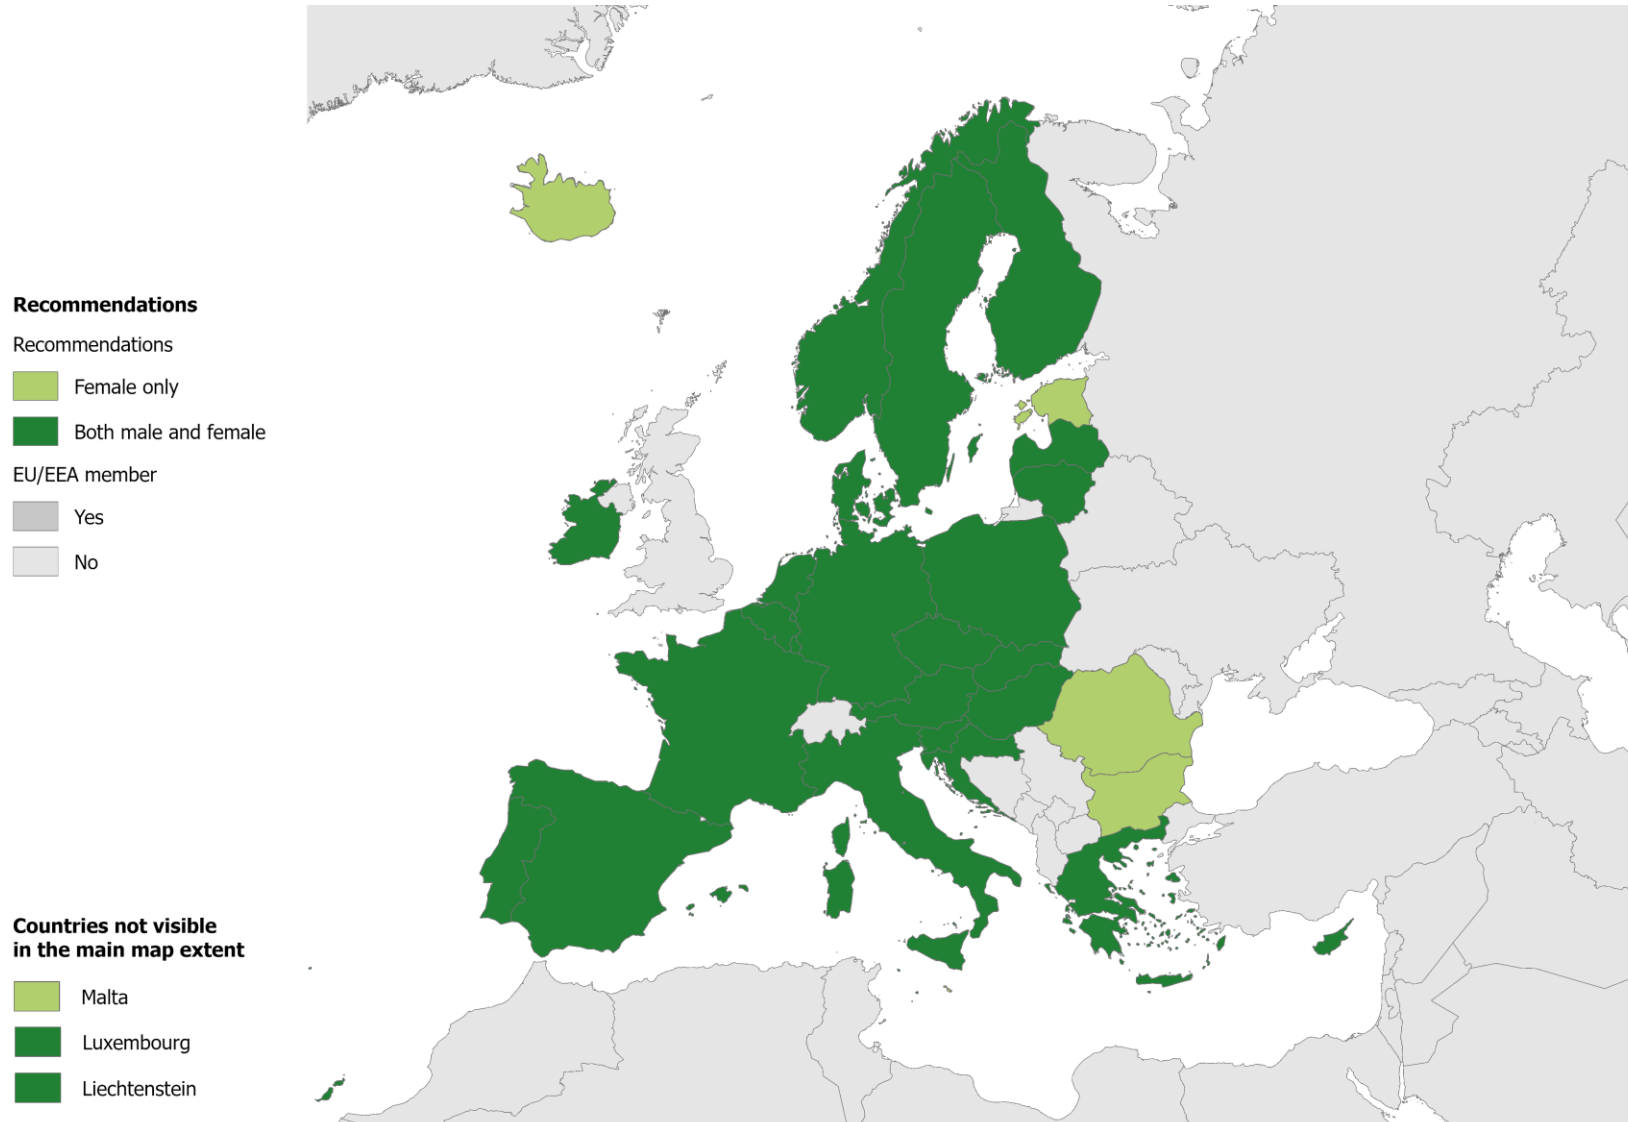 Recommendations
Recommendations
Female only
Both male and female
EU/EEA member
Yes
No
Countries not visible
in the main map extent
Malta
Luxembourg
Liechtenstein